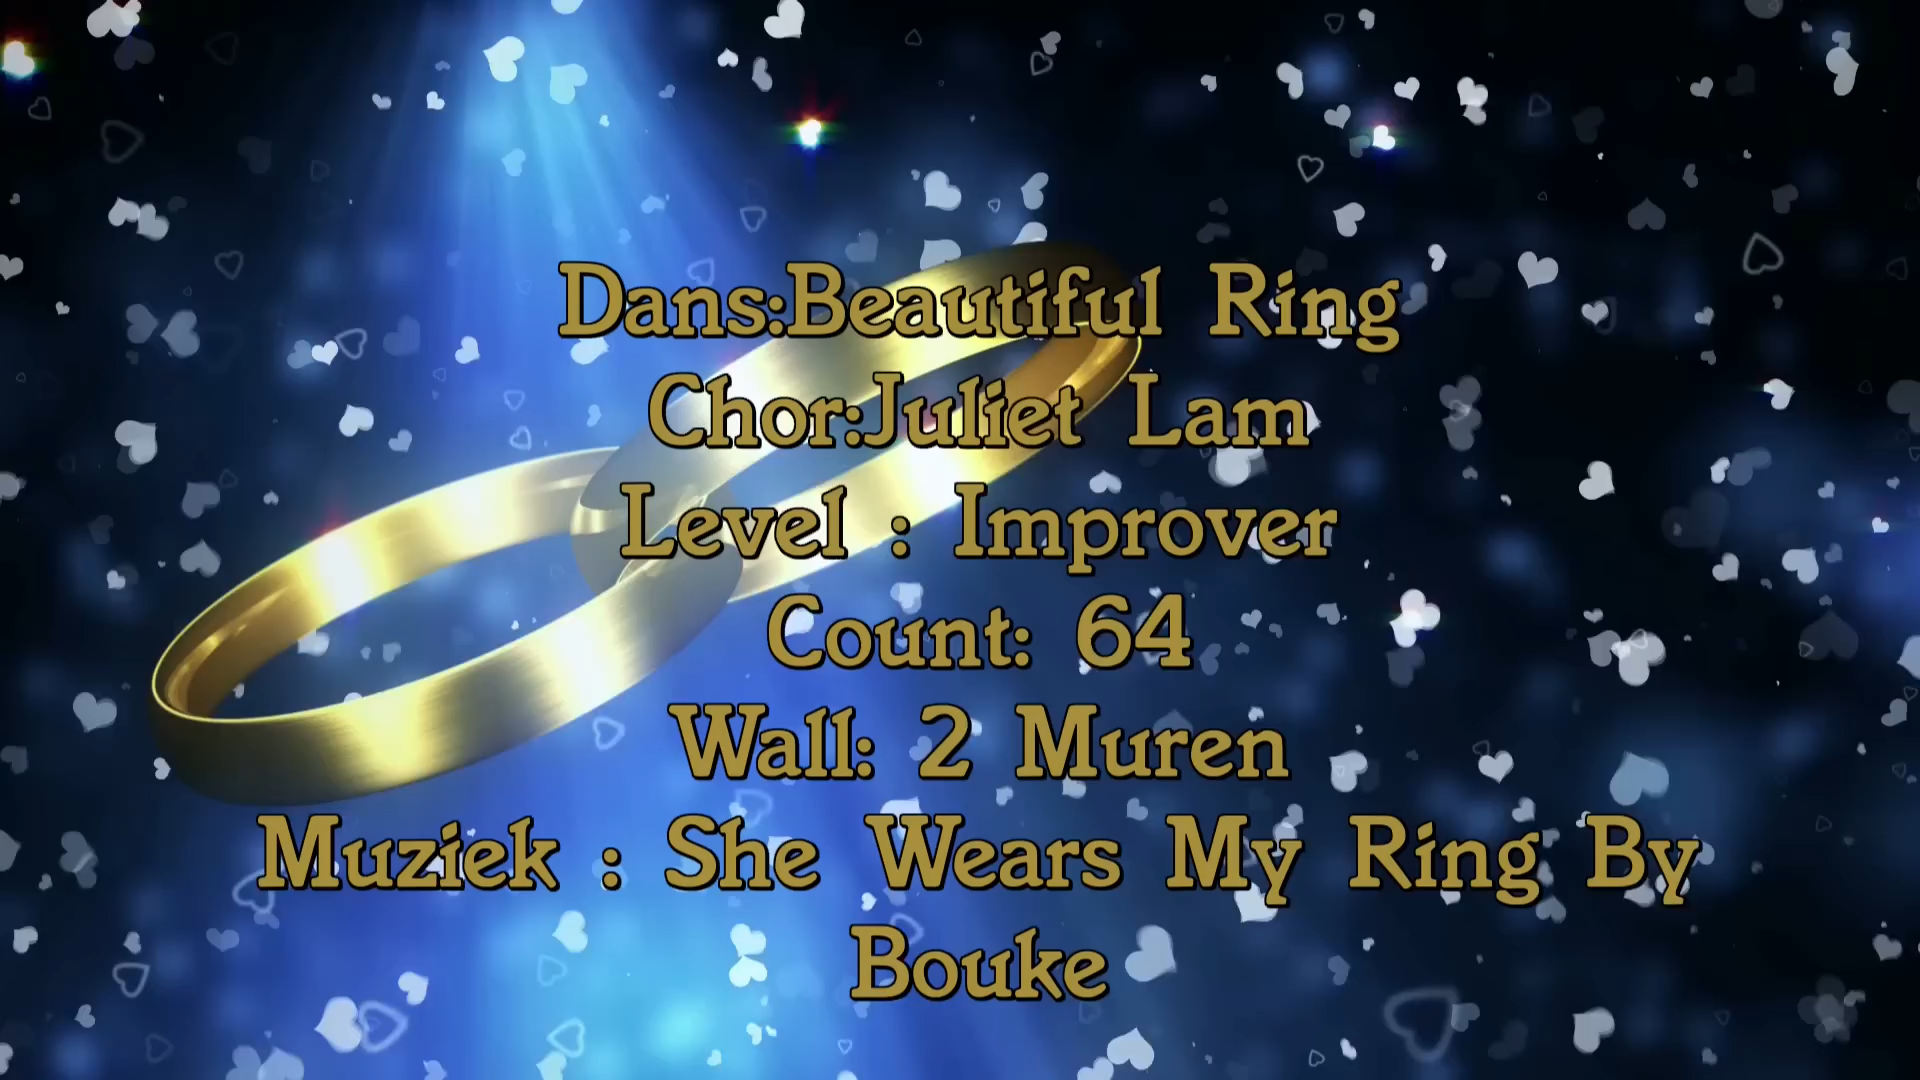 Dans:Beautiful Ring
Chor:Juliet Lam
Level : Improver
Count: 64
Wall: 2 Muren
Muziek : She Wears My Ring By
Bouke